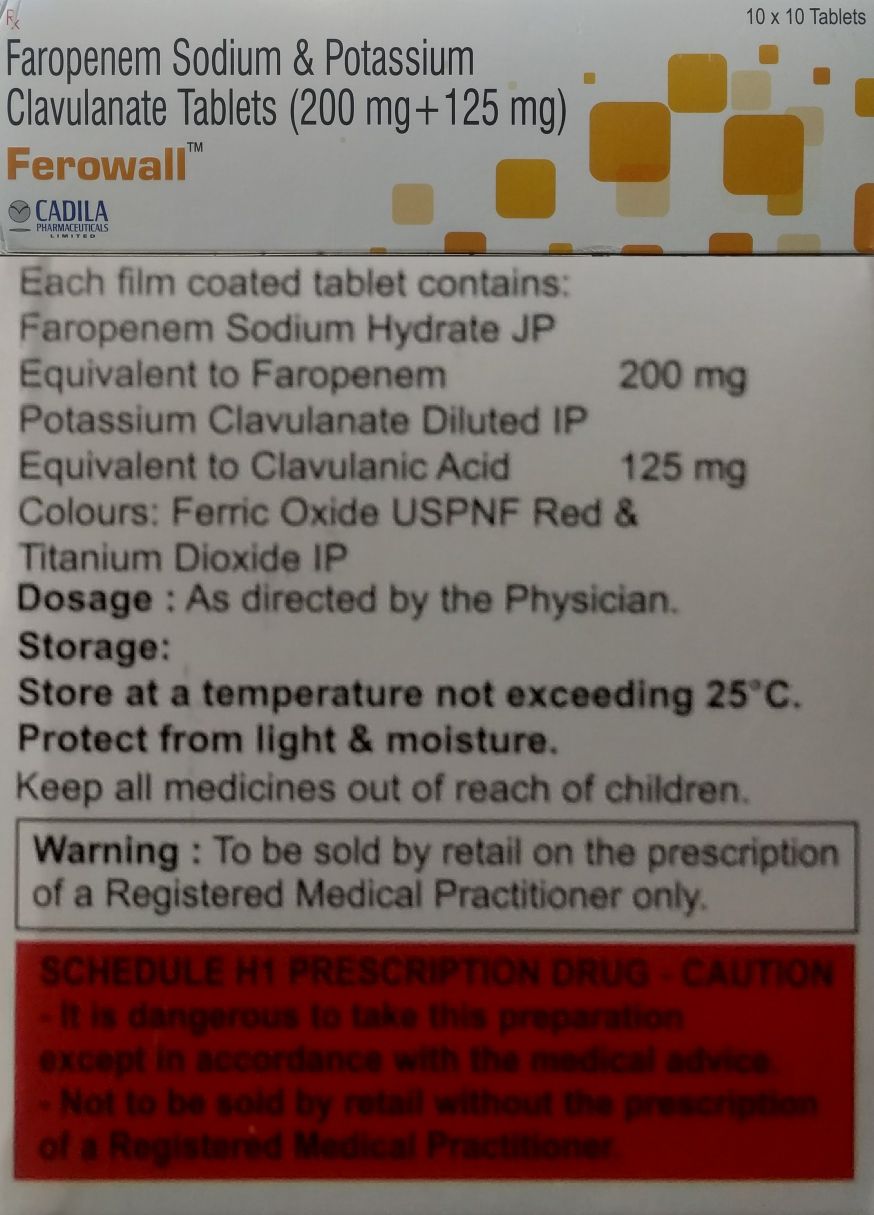 Rx
10 x 10 Tablets
Faropenem Sodium & Potassium
Clavulanate Tablets (200 mg+125 mg)
Ferowall™
CADILA
PHARMACEUTICALS
LIMITED
Each film coated tablet contains:
Faropenem Sodium Hydrate JP
Equivalent to Faropenem 200 mg
Potassium Clavulanate Diluted IP
Equivalent to Clavulanic Acid 125 mg
Colours: Ferric Oxide USPNF Red &
Titanium Dioxide IP
Dosage : As directed by the Physician.
Storage:
Store at a temperature not exceeding 25°C.
Protect from light & moisture.
Keep all medicines out of reach of children.
Warning : To be sold by retail on the prescription
of a Registered Medical Practitioner only.
SCHEDULE H1 PRESCRIPTION DRUG - CAUTION
- It is dangerous to take this preparation
except in accordance with the medical advice.
- Not to be sold by retail without the prescription
of a Registered Medical Practitioner.